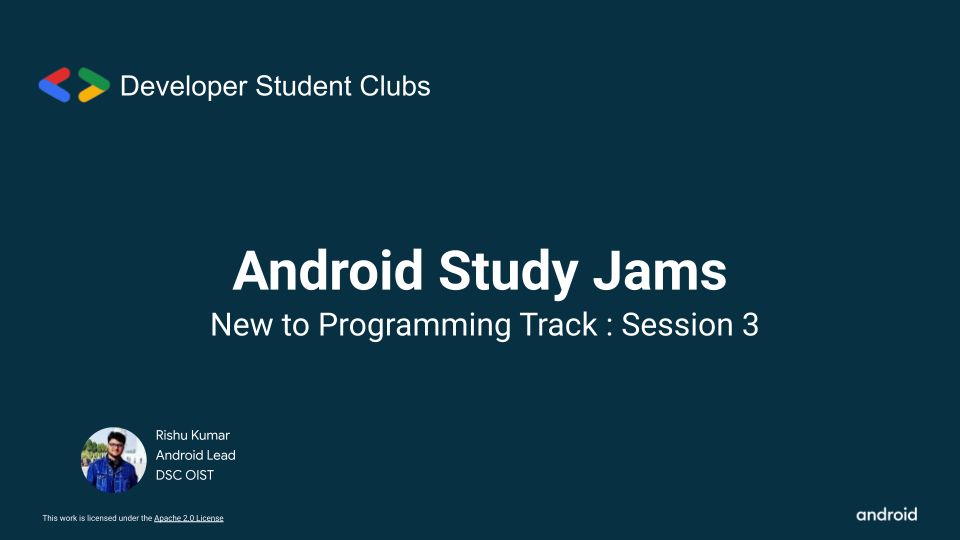 Developer Student Clubs
Android Study Jams
New to Programming Track : Session 3
Rishu Kumar
Android Lead
DSC OIST
This work is licensed under the Apache 2.0 License
android